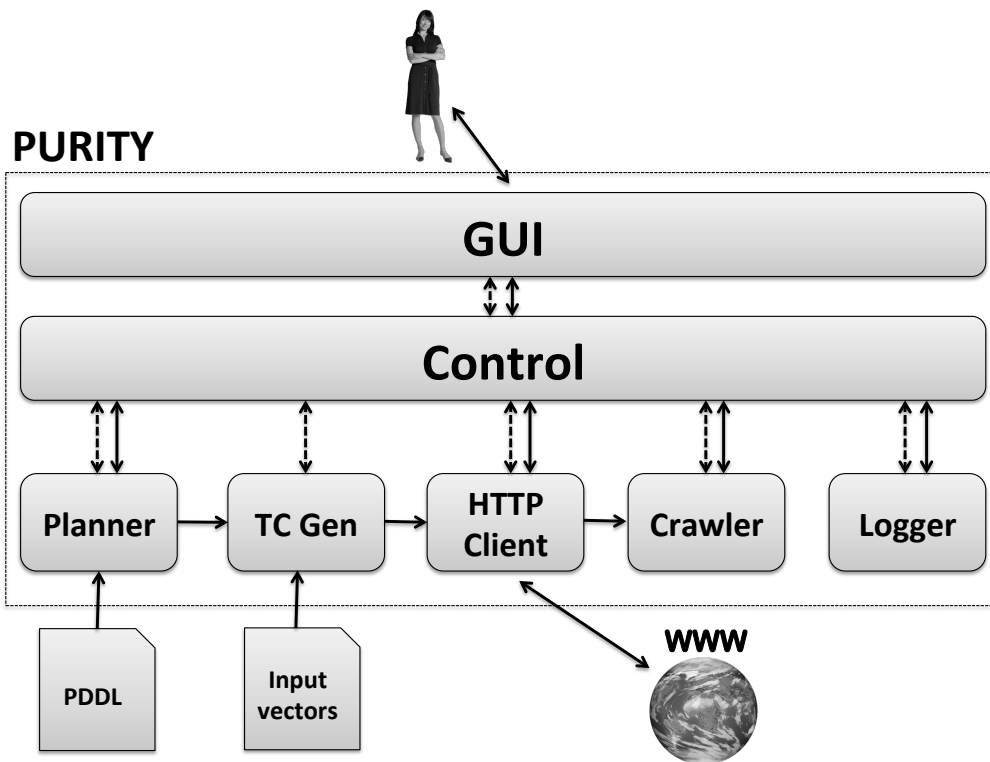 PURITY
GUI
Control
Planner
TC Gen
HTTP
Client
Crawler
Logger
PDDL
Input
vectors
WWW